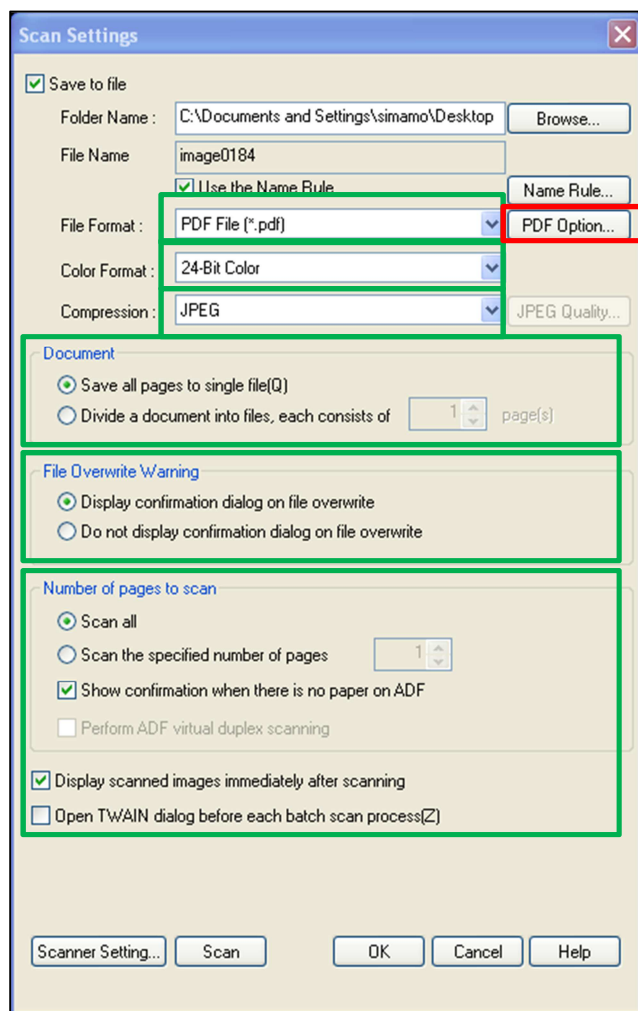 Scan Settings
Save to file
Folder Name : C:\Documents and Settings\simamo\Desktop Browse...
File Name image0184
Use the Name Rule Name Rule...
File Format : PDF File (*.pdf) PDF Option...
Color Format : 24-Bit Color
Compression : JPEG JPEG Quality...
Document
Save all pages to single file(Q)
Divide a document into files, each consists of 1 page(s)
File Overwrite Warning
Display confirmation dialog on file overwrite
Do not display confirmation dialog on file overwrite
Number of pages to scan
Scan all
Scan the specified number of pages 1
Show confirmation when there is no paper on ADF
Perform ADF virtual duplex scanning
Display scanned images immediately after scanning
Open TWAIN dialog before each batch scan process(Z)
Scanner Setting... Scan OK Cancel Help